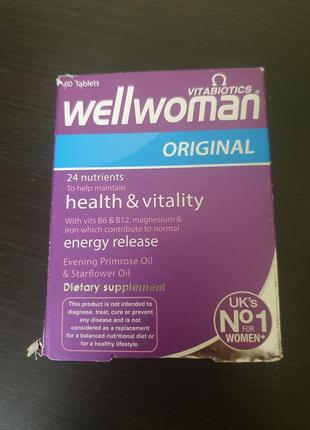 60 Tablets
VITABIOTICS
wellwoman®
ORIGINAL
24 nutrients
To help maintain
health & vitality
With vits B6 & B12, magnesium &
iron which contribute to normal
energy release
Evening Primrose Oil
& Starflower Oil
Dietary supplement
This product is not intended to
diagnose, treat, cure or prevent
any disease and is not
considered as a replacement
for a balanced nutritional diet or
for a healthy lifestyle.
UK's
No1
FOR
WOMEN*